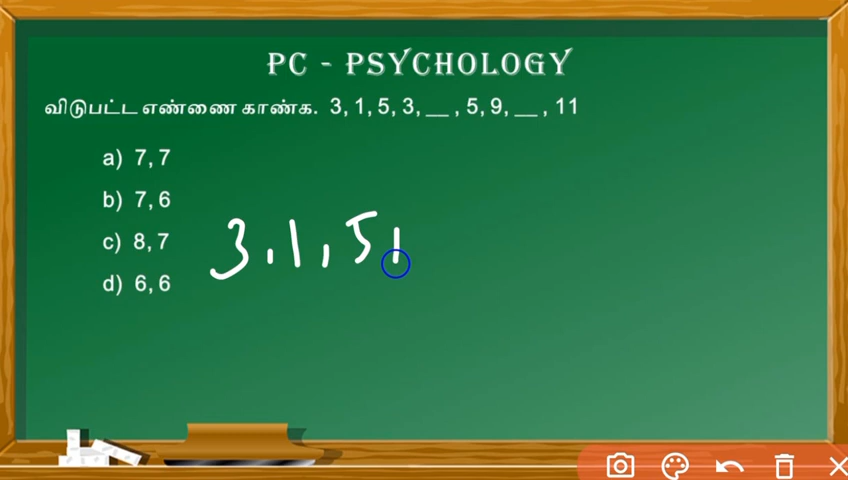 PC - PSYCHOLOGY
விடுபட்ட எண்ணை காண்க. 3, 1, 5, 3, __ , 5, 9, __ , 11
a) 7, 7
b) 7, 6
c) 8, 7
d) 6, 6
3,1,5,